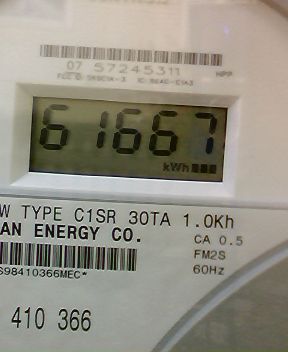 07 57245311 HPP
61667
kWh
W TYPE C1SR 30TA 1.0Kh
AN ENERGY CO.
CA 0.5
FM2S
60Hz
S98410366MEC*
410 366